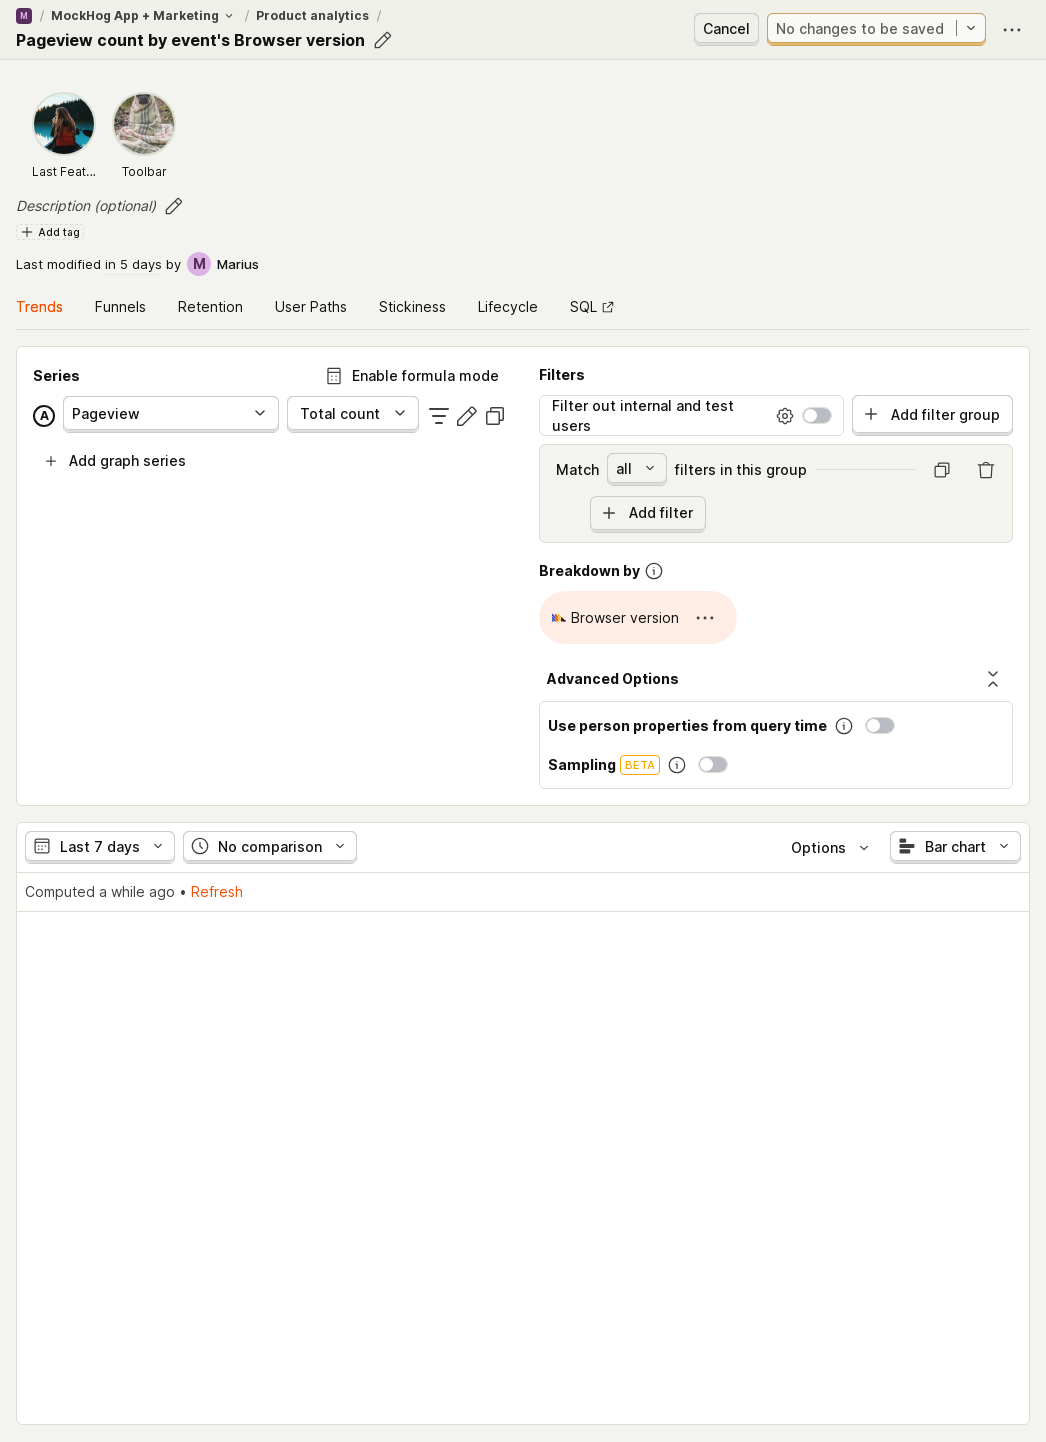 M / MockHog App + Marketing / Product analytics /
Pageview count by event's Browser version
Cancel
No changes to be saved
Last Feat...
Toolbar
Description (optional)
Add tag
Last modified in 5 days by M Marius
Trends
Funnels
Retention
User Paths
Stickiness
Lifecycle
SQL
Series
Enable formula mode
A
Pageview
Total count
Add graph series
Filters
Filter out internal and test
users
Add filter group
Match all filters in this group
Add filter
Breakdown by
Browser version
Advanced Options
Use person properties from query time
Sampling BETA
Last 7 days
No comparison
Options
Bar chart
Computed a while ago • Refresh